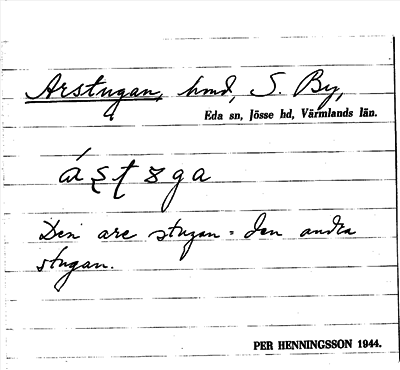 Arstugan, hmd, S. By,
Eda sn, Jösse hd, Värmlands län.
Den are stugan = den andra
stugan.
PER HENNINGSSON 1944.